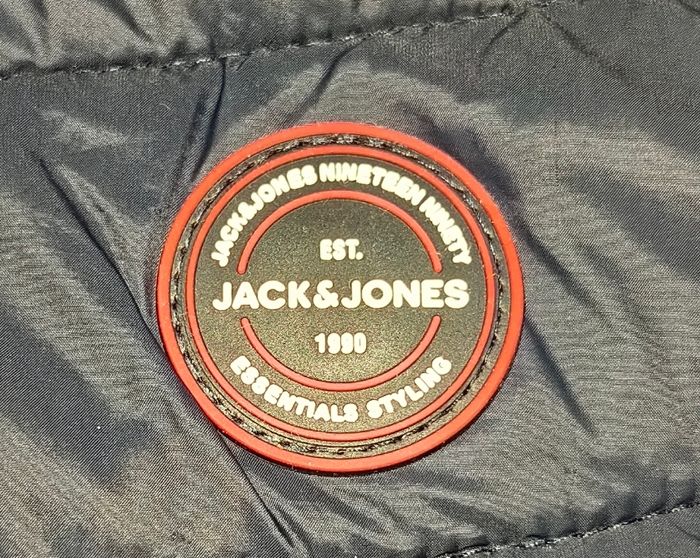 JACK&JONES NINETEEN NINETY
EST.
JACK&JONES
1990
ESSENTIALS STYLING